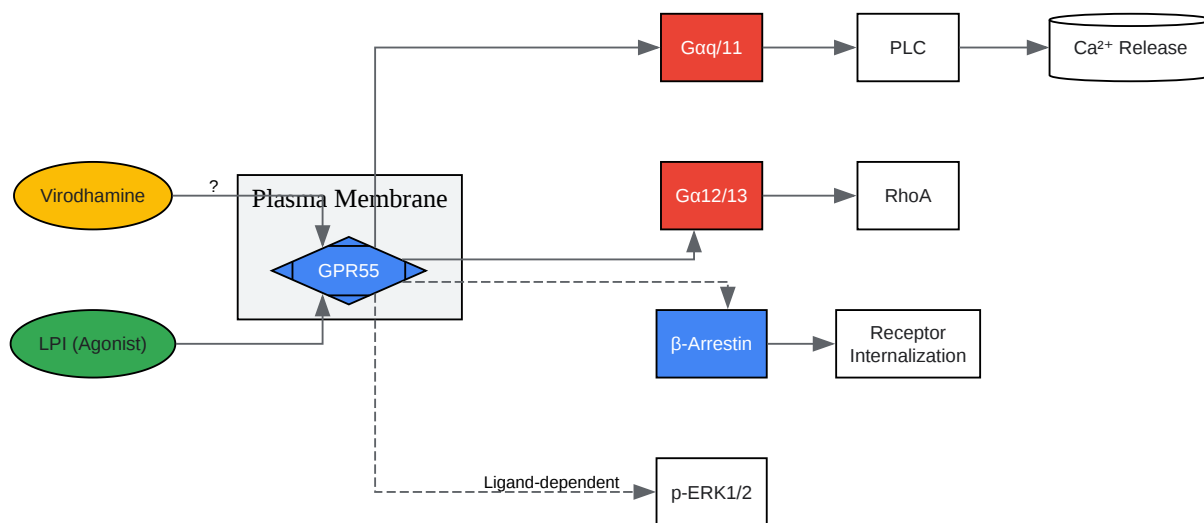 Gαq/11
PLC
Ca²⁺ Release
Virodhamine
?
Plasma Membrane
Gα12/13
RhoA
GPR55
LPI (Agonist)
β-Arrestin
Receptor
Internalization
Ligand-dependent
p-ERK1/2